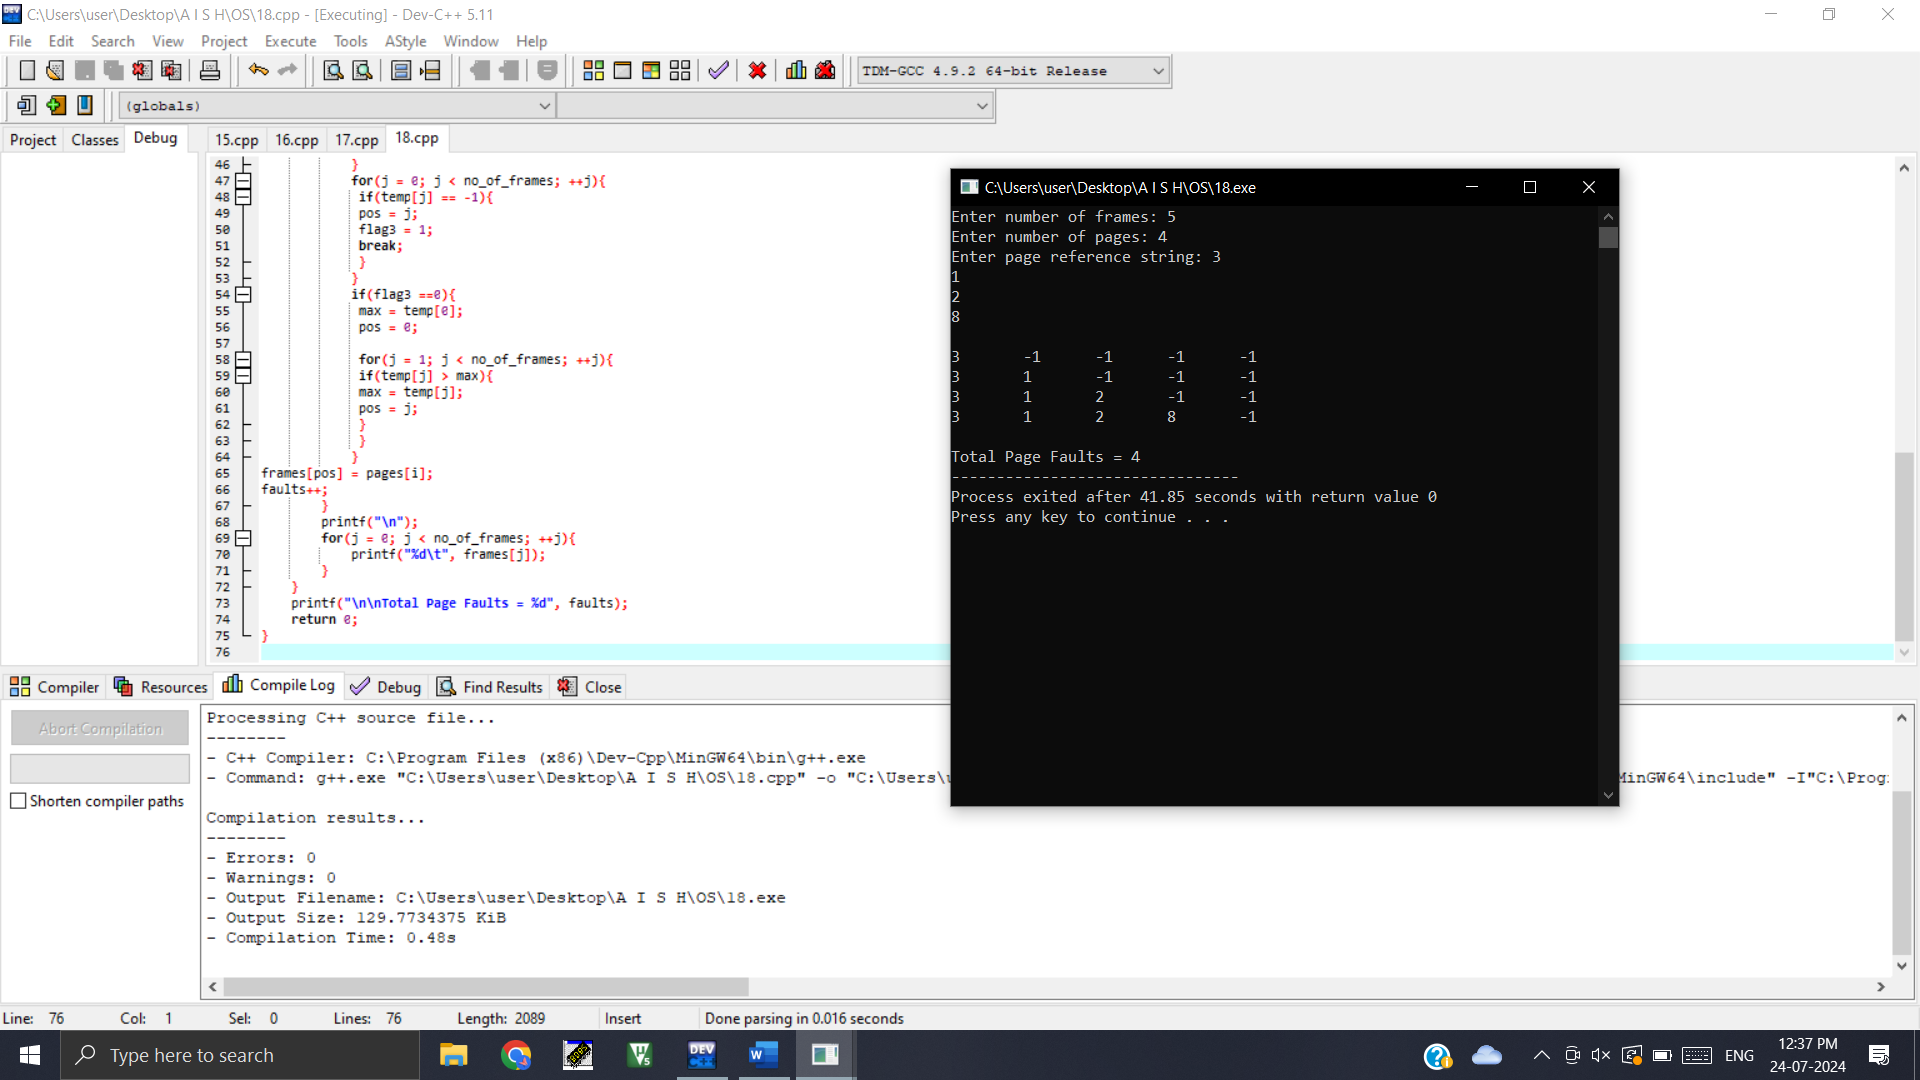 C:\Users\user\Desktop\A I S H\OS\18.cpp - [Executing] - Dev-C++ 5.11
File Edit Search View Project Execute Tools AStyle Window Help
TDM-GCC 4.9.2 64-bit Release
(globals)
Project Classes Debug
15.cpp 16.cpp 17.cpp 18.cpp
46 }
47 for(j = 0; j < no_of_frames; ++j){
48 if(temp[j] == -1){
49 pos = j;
50 flag3 = 1;
51 break;
52 }
53 }
54 if(flag3 ==0){
55 max = temp[0];
56 pos = 0;
57
58 for(j = 1; j < no_of_frames; ++j){
59 if(temp[j] > max){
60 max = temp[j];
61 pos = j;
62 }
63 }
64 }
65 frames[pos] = pages[i];
66 faults++;
67 }
68 printf("\n");
69 for(j = 0; j < no_of_frames; ++j){
70 printf("%d\t", frames[j]);
71 }
72 }
73 printf("\n\nTotal Page Faults = %d", faults);
74 return 0;
75 }
76
C:\Users\user\Desktop\A I S H\OS\18.exe
Enter number of frames: 5
Enter number of pages: 4
Enter page reference string: 3
1
2
8
3 -1 -1 -1 -1
3 1 -1 -1 -1
3 1 2 -1 -1
3 1 2 8 -1
Total Page Faults = 4
--------------------------------
Process exited after 41.85 seconds with return value 0
Press any key to continue . . .
Compiler Resources Compile Log Debug Find Results Close
Abort Compilation
Shorten compiler paths
Processing C++ source file...
--------
- C++ Compiler: C:\Program Files (x86)\Dev-Cpp\MinGW64\bin\g++.exe
- Command: g++.exe "C:\Users\user\Desktop\A I S H\OS\18.cpp" -o "C:\Users\u MinGW64\include" -I"C:\Prog
Compilation results...
--------
- Errors: 0
- Warnings: 0
- Output Filename: C:\Users\user\Desktop\A I S H\OS\18.exe
- Output Size: 129.7734375 KiB
- Compilation Time: 0.48s
Line: 76 Col: 1 Sel: 0 Lines: 76 Length: 2089 Insert Done parsing in 0.016 seconds
Type here to search
DEV
ENG
12:37 PM
24-07-2024